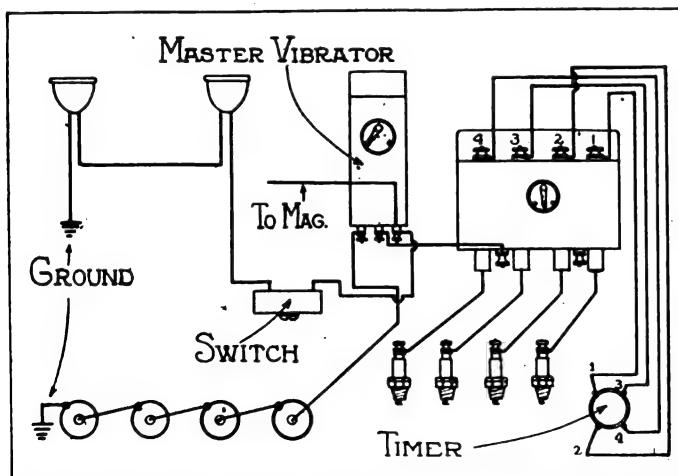 MASTER VIBRATOR
4 3 2 1
TO MAG.
GROUND
SWITCH
1
3
TIMER
2
4